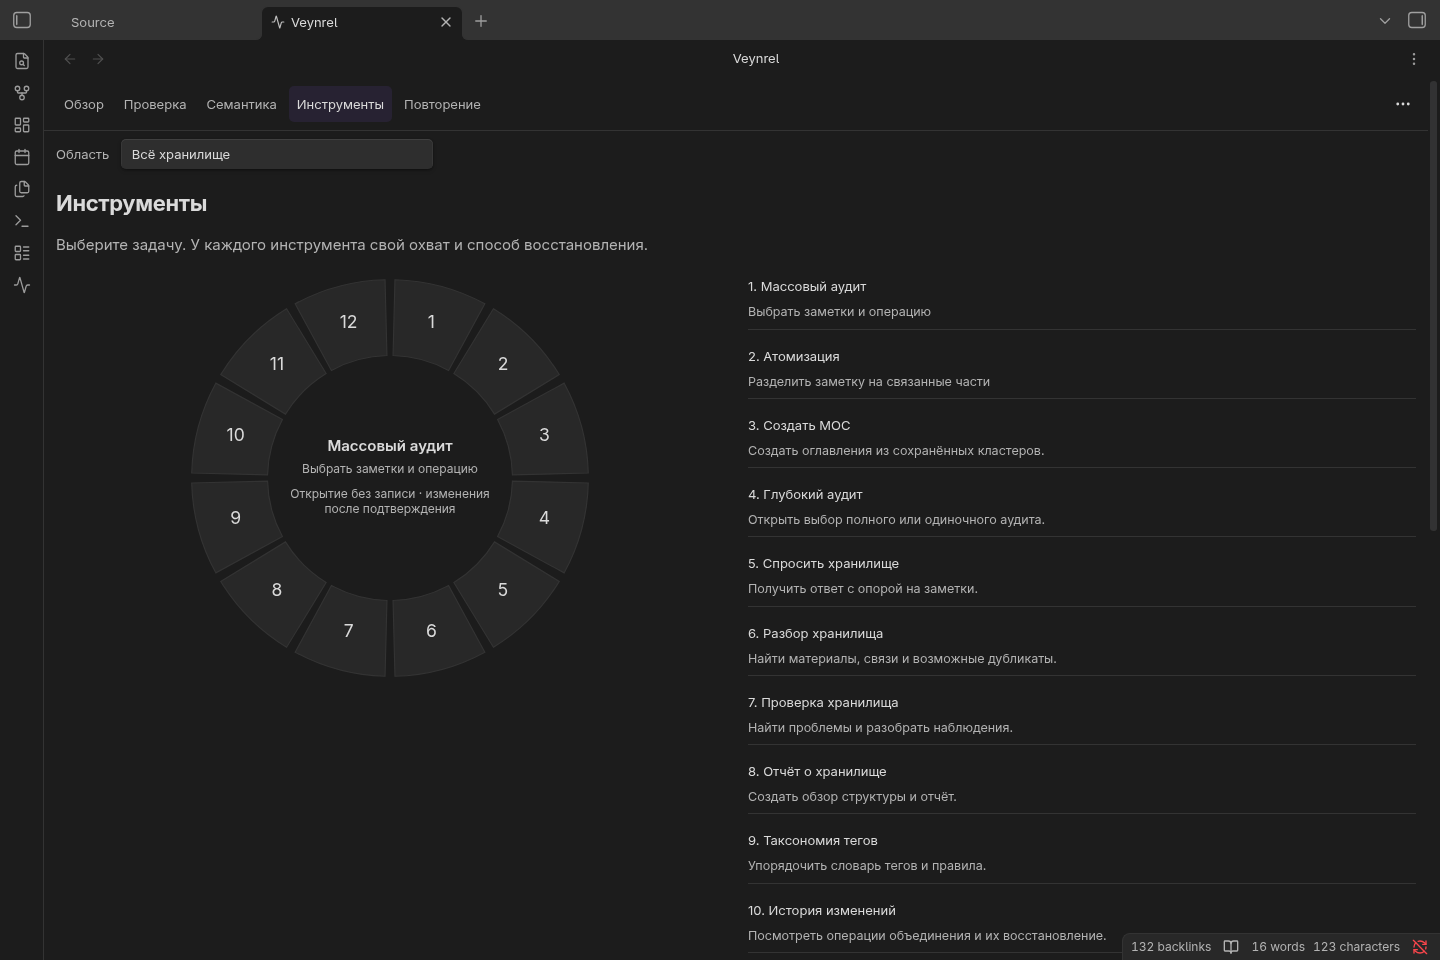 Source
Veynrel
Veynrel
Обзор
Проверка
Семантика
Инструменты
Повторение
Область
Всё хранилище
Инструменты
Выберите задачу. У каждого инструмента свой охват и способ восстановления.
12
1
11
2
10
3
9
4
8
5
7
6
Массовый аудит
Выбрать заметки и операцию
Открытие без записи · изменения
после подтверждения
1. Массовый аудит
Выбрать заметки и операцию
2. Атомизация
Разделить заметку на связанные части
3. Создать MOC
Создать оглавления из сохранённых кластеров.
4. Глубокий аудит
Открыть выбор полного или одиночного аудита.
5. Спросить хранилище
Получить ответ с опорой на заметки.
6. Разбор хранилища
Найти материалы, связи и возможные дубликаты.
7. Проверка хранилища
Найти проблемы и разобрать наблюдения.
8. Отчёт о хранилище
Создать обзор структуры и отчёт.
9. Таксономия тегов
Упорядочить словарь тегов и правила.
10. История изменений
Посмотреть операции объединения и их восстановление.
132 backlinks
16 words
123 characters